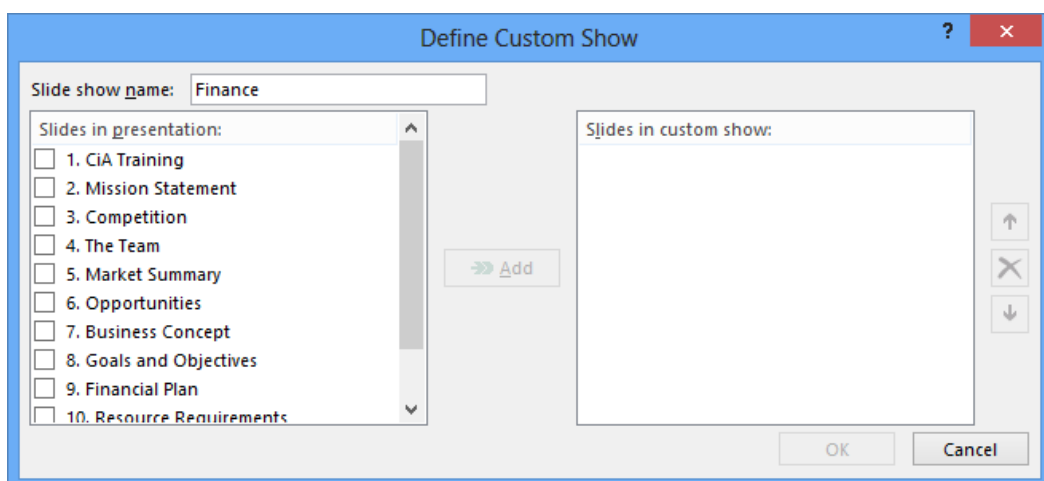 Define Custom Show
?
Slide show name: Finance
Slides in presentation:
1. CiA Training
2. Mission Statement
3. Competition
4. The Team
5. Market Summary
6. Opportunities
7. Business Concept
8. Goals and Objectives
9. Financial Plan
10. Resource Requirements
Add
Slides in custom show:
OK
Cancel